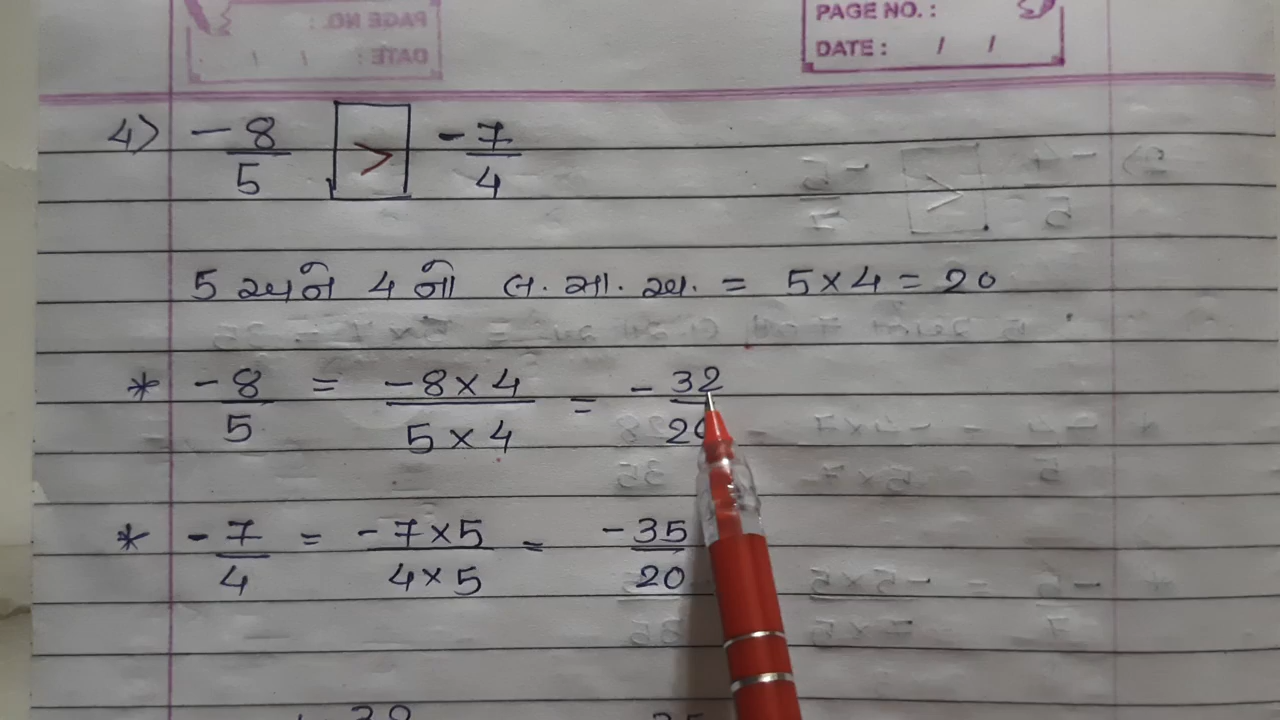 PAGE NO. :
DATE : / /
4) -8/5 > -7/4
5 અને 4 નો લ. સા. અ. = 5×4 = 20
* -8/5 = -8×4/5×4 = -32/20
* -7/4 = -7×5/4×5 = -35/20